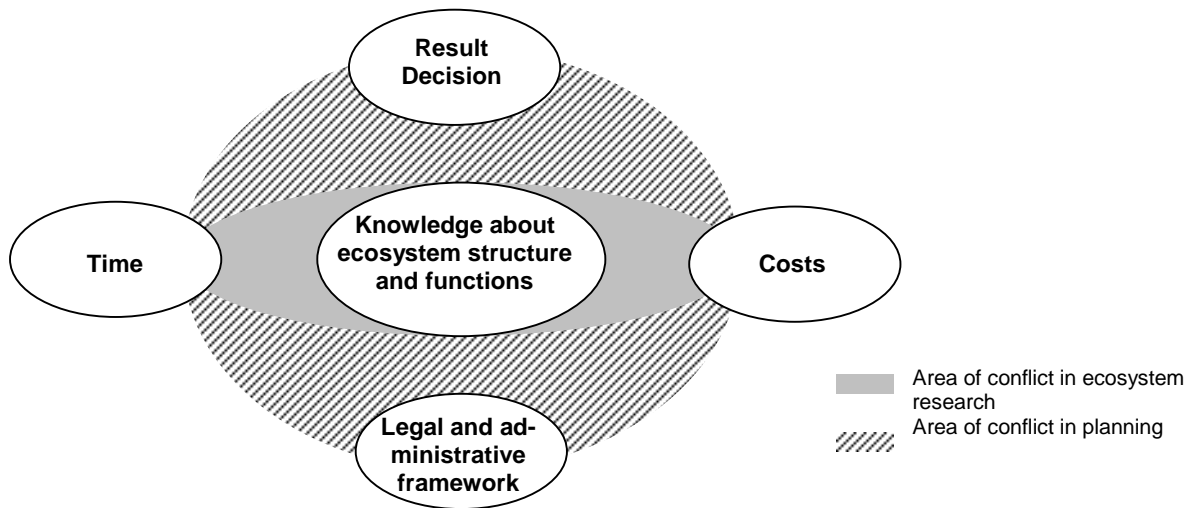 Result
Decision
Knowledge about
ecosystem structure
and functions
Time
Costs
Legal and ad-
ministrative
framework
Area of conflict in ecosystem
research
Area of conflict in planning